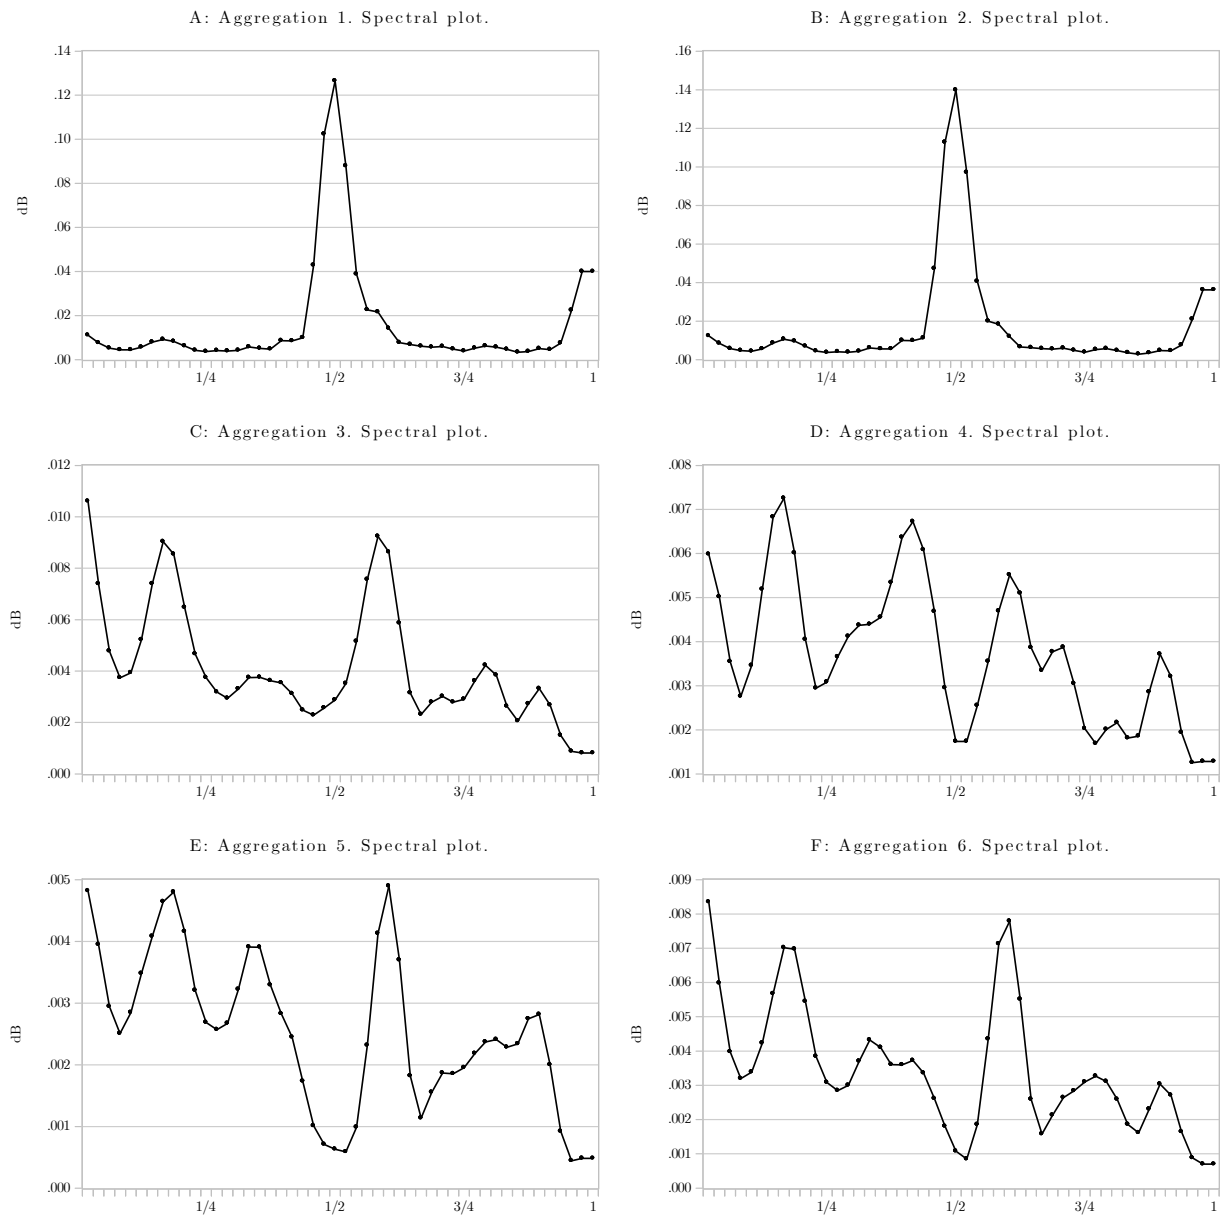 A: Aggregation 1. Spectral plot.
.14
.12
.10
.08
.06
.04
.02
.00
dB
1/4 1/2 3/4 1
B: Aggregation 2. Spectral plot.
.16
.14
.12
.10
.08
.06
.04
.02
.00
dB
1/4 1/2 3/4 1
C: Aggregation 3. Spectral plot.
.012
.010
.008
.006
.004
.002
.000
dB
1/4 1/2 3/4 1
D: Aggregation 4. Spectral plot.
.008
.007
.006
.005
.004
.003
.002
.001
dB
1/4 1/2 3/4 1
E: Aggregation 5. Spectral plot.
.005
.004
.003
.002
.001
.000
dB
1/4 1/2 3/4 1
F: Aggregation 6. Spectral plot.
.009
.008
.007
.006
.005
.004
.003
.002
.001
.000
dB
1/4 1/2 3/4 1